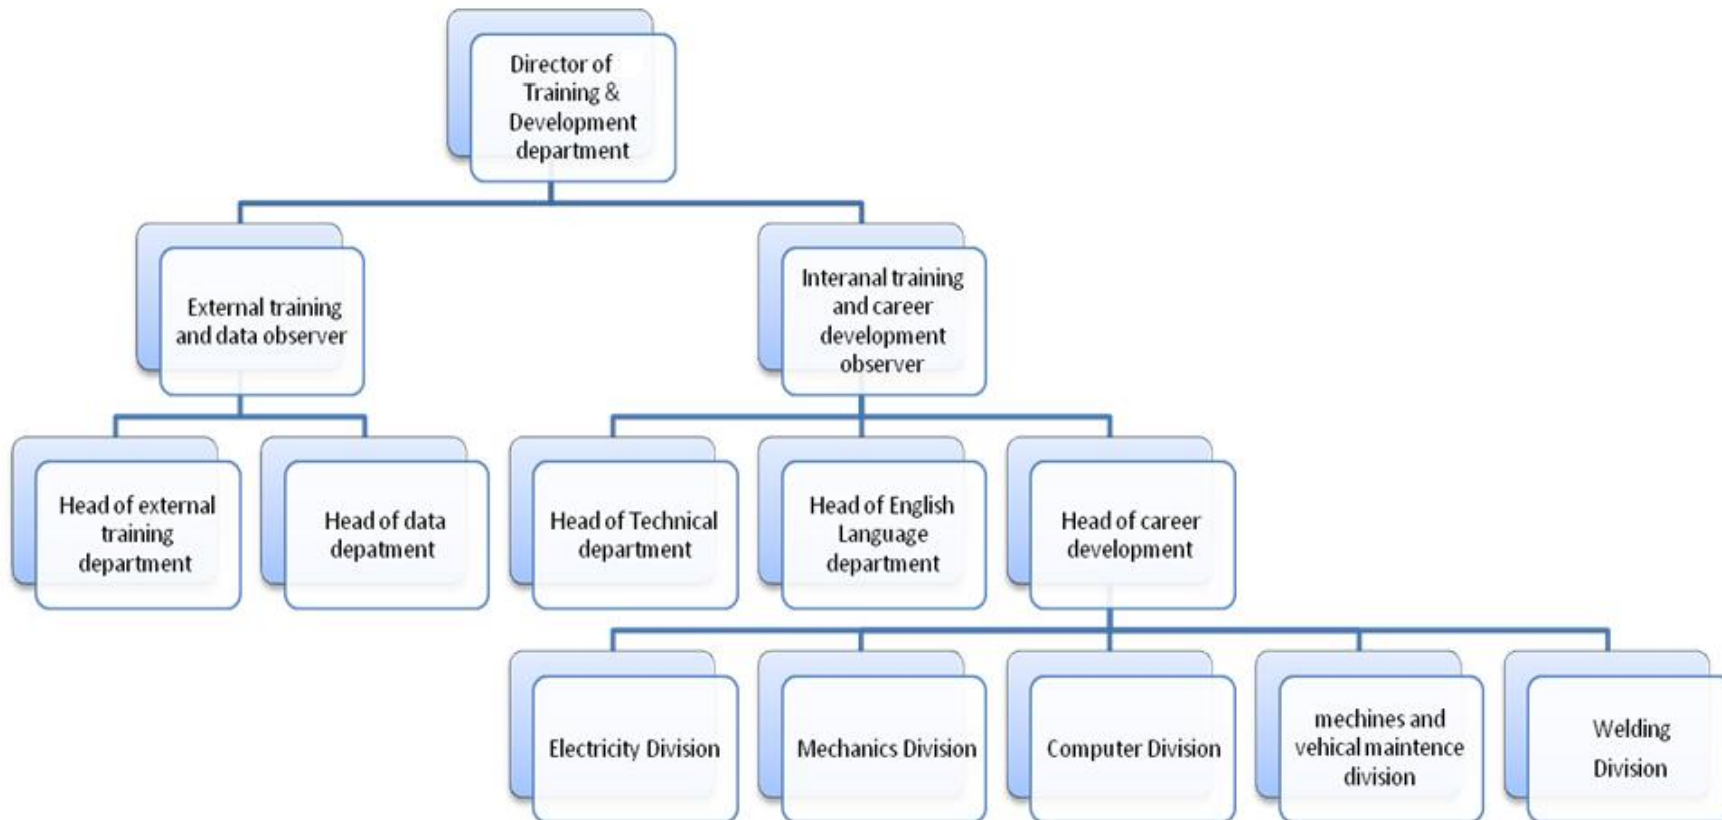 Director of
Training &
Development
department
External training
and data observer
Interanal training
and career
development
observer
Head of external
training
department
Head of data
depatment
Head of Technical
department
Head of English
Language
department
Head of career
development
Electricity Division
Mechanics Division
Computer Division
mechines and
vehical maintence
division
Welding
Division